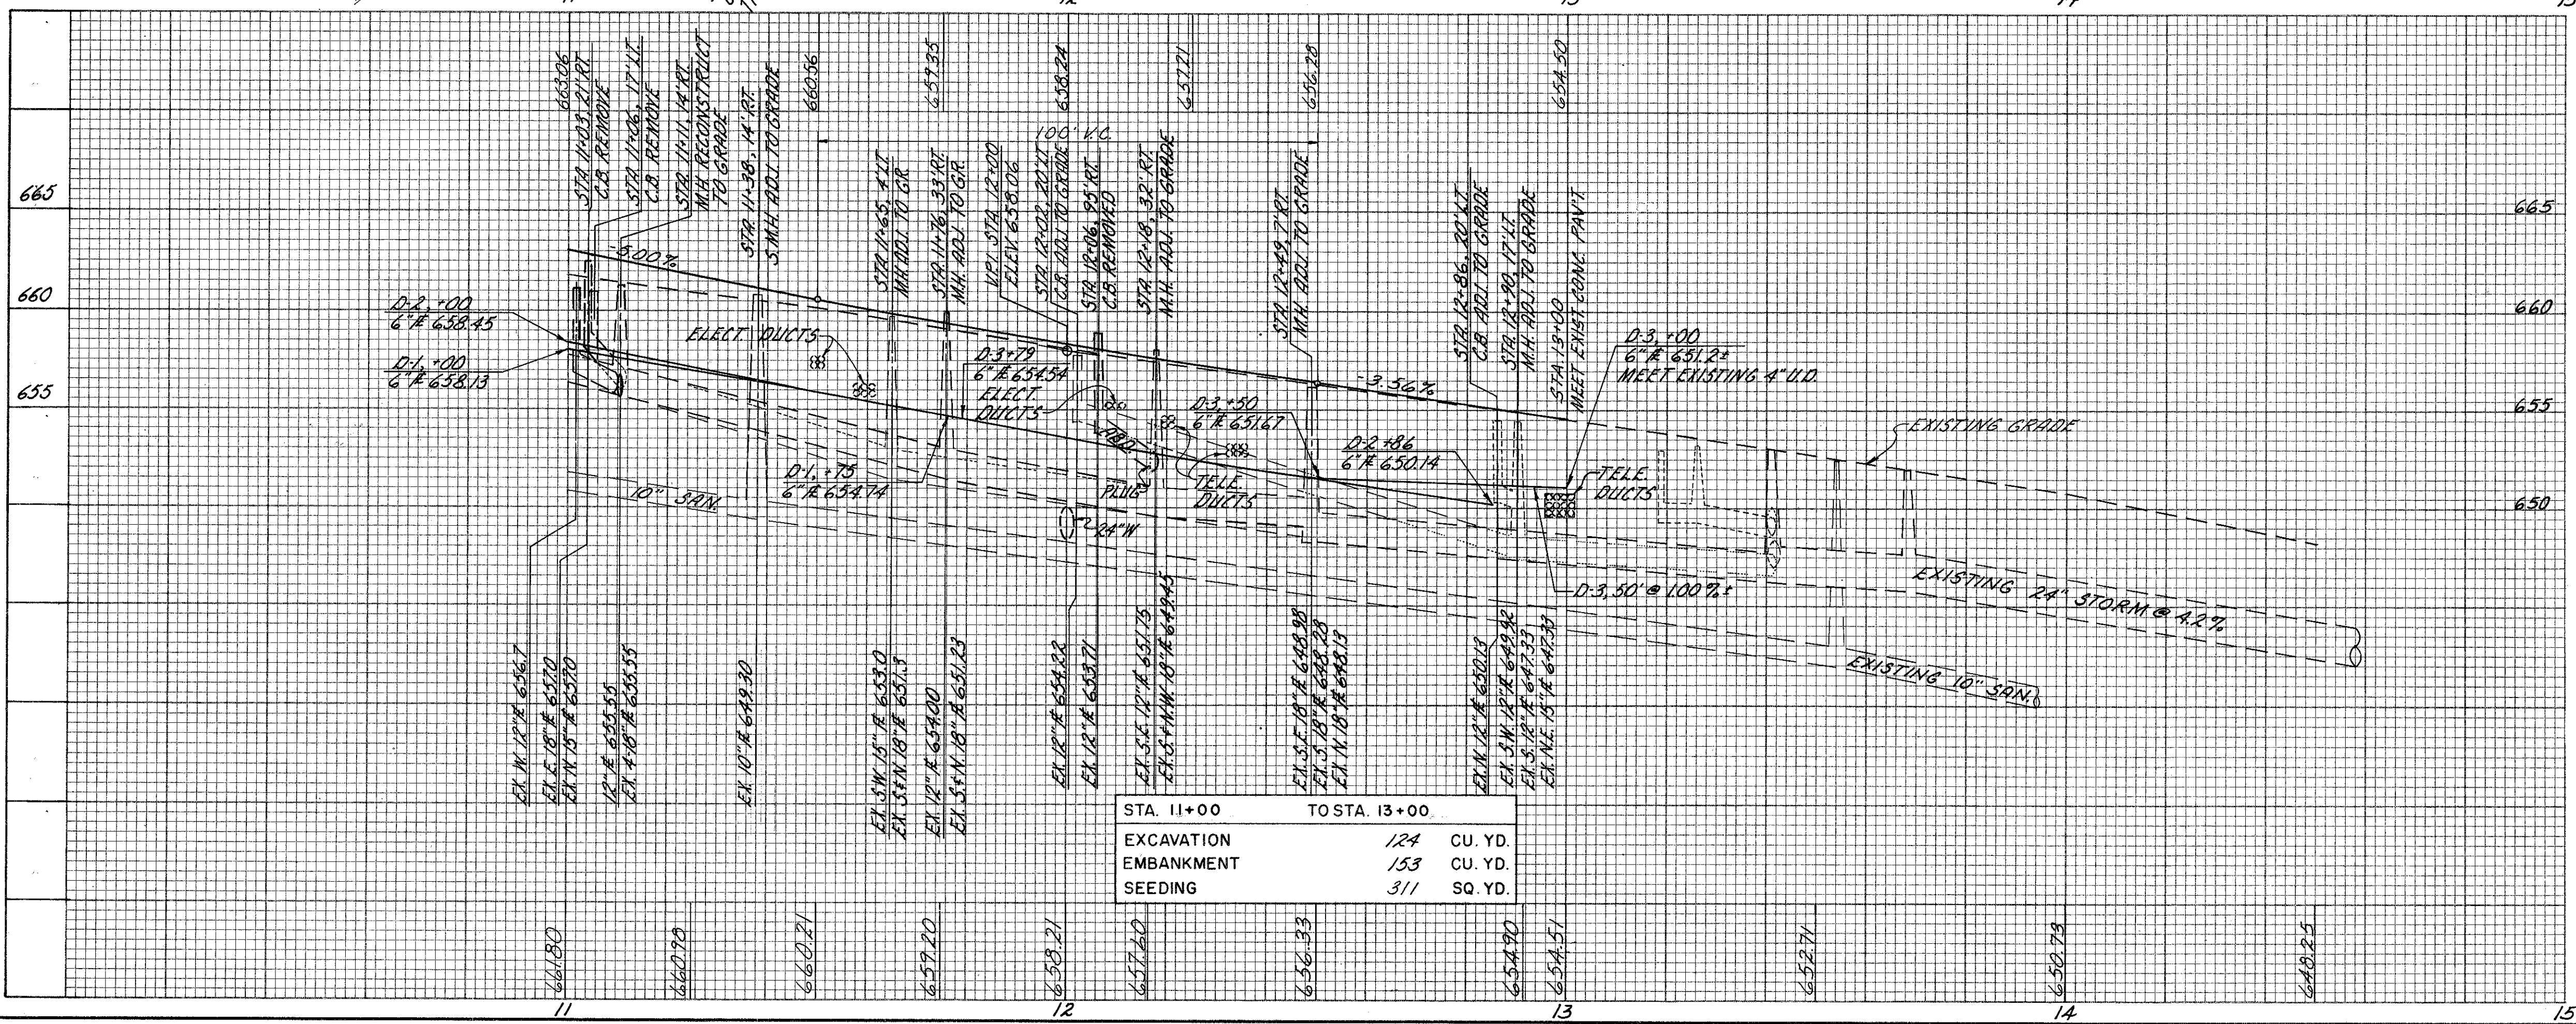 11
12
13
14
15
663.06
660.56
659.35
658.24
657.21
656.28
654.50
STA. 11+03, 21' RT.
C.B. REMOVE
STA. 11+06, 17' LT.
C.B. REMOVE
STA. 11+11, 14' RT.
M.H. RECONSTRUCT
TO GRADE
STA. 11+38, 14' RT.
S.M.H. ADJ. TO GRADE
STA. 11+65, 4' LT.
M.H. ADJ. TO GR.
STA. 11+76, 33' RT.
M.H. ADJ. TO GR.
100' V.C.
V.P.I. STA. 12+00
ELEV. 658.06
STA. 12+02, 20' LT.
C.B. ADJ. TO GRADE
STA. 12+06, 95' RT.
C.B. REMOVED
STA. 12+18, 32' RT.
M.H. ADJ. TO GRADE
STA. 12+49, 7' RT.
M.H. ADJ. TO GRADE
STA. 12+86, 20' LT.
C.B. ADJ. TO GRADE
STA. 12+90, 17' LT.
M.H. ADJ. TO GRADE
STA. 13+00
MEET EXIST. CONC. PAV'T.
665
665
660
660
655
655
650
-5.00%
-3.56%
D-2, +00
6" ℄ 658.45
D-1, +00
6" ℄ 658.13
ELECT. DUCTS
D-3 +79
6" ℄ 654.54
ELECT.
DUCTS
D-3, +50
6" ℄ 651.67
D-2 +86
6" ℄ 650.14
D-3, +00
6" ℄ 651.2±
MEET EXISTING 4" U.D.
EXISTING GRADE
D-1, +75
6" ℄ 654.74
ABD.
PLUG
TELE.
DUCTS
TELE.
DUCTS
10" SAN.
24" W
D-3, 50' @ 1.00%±
EXISTING 24" STORM @ 4.2%
EXISTING 10" SAN.
EX. W. 12" ℄ 656.7
EX. E. 18" ℄ 657.0
EX. N. 15" ℄ 657.0
12" ℄ 655.55
EX. 4-18" ℄ 655.55
EX. 10" ℄ 649.30
EX. S.W. 15" ℄ 653.0
EX. S.+N. 18" ℄ 651.3
EX. 12" ℄ 654.00
EX. S.+N. 18" ℄ 651.23
EX. 12" ℄ 654.22
EX. 12" ℄ 653.71
EX. S.E. 12" ℄ 651.75
EX. S.+N.W. 18" ℄ 649.45
EX. S.E. 18" ℄ 648.98
EX. S. 18" ℄ 648.28
EX. N. 18" ℄ 648.13
EX. N. 12" ℄ 650.13
EX. S.W. 12" ℄ 649.92
EX. S. 12" ℄ 647.33
EX. N.E. 15" ℄ 647.33
STA. 11+00 TO STA. 13+00
EXCAVATION 124 CU. YD.
EMBANKMENT 153 CU. YD.
SEEDING 311 SQ. YD.
661.80
660.98
660.21
659.20
658.21
657.60
656.33
654.90
654.51
652.71
650.73
648.25
11
12
13
14
15